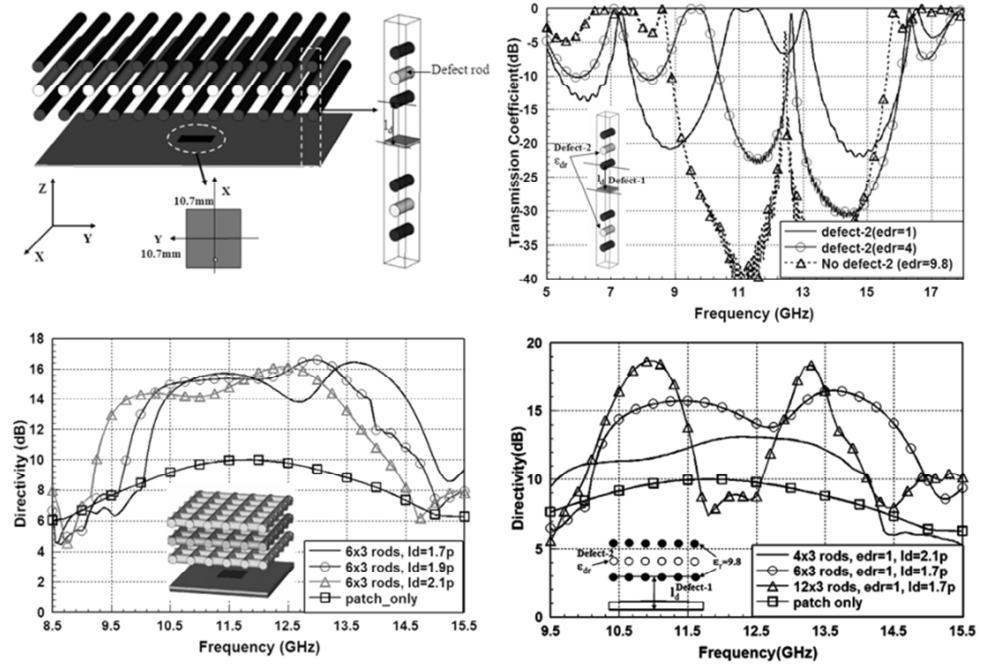 Defect rod
ld
Z
Y
X
X
10.7mm
Y
10.7mm
Transmission Coefficient(dB)
0
-5
-10
-15
-20
-25
-30
-35
-40
Defect-2
εdr
ld Defect-1
defect-2(edr=1)
defect-2(edr=4)
No defect-2 (edr=9.8)
5 7 9 11 13 15 17
Frequency (GHz)
Directivity (dB)
18
16
14
12
10
8
6
4
2
0
6x3 rods, ld=1.7p
6x3 rods, ld=1.9p
6x3 rods, ld=2.1p
patch_only
8.5 9.5 10.5 11.5 12.5 13.5 14.5 15.5
Frequency (GHz)
Directivity(dB)
20
15
10
5
0
Defect-2
εdr
εr=9.8
Defect-1
ld
4x3 rods, edr=1, ld=2.1p
6x3 rods, edr=1, ld=1.7p
12x3 rods, edr=1, ld=1.7p
patch only
9.5 10.5 11.5 12.5 13.5 14.5 15.5
Frequency(GHz)